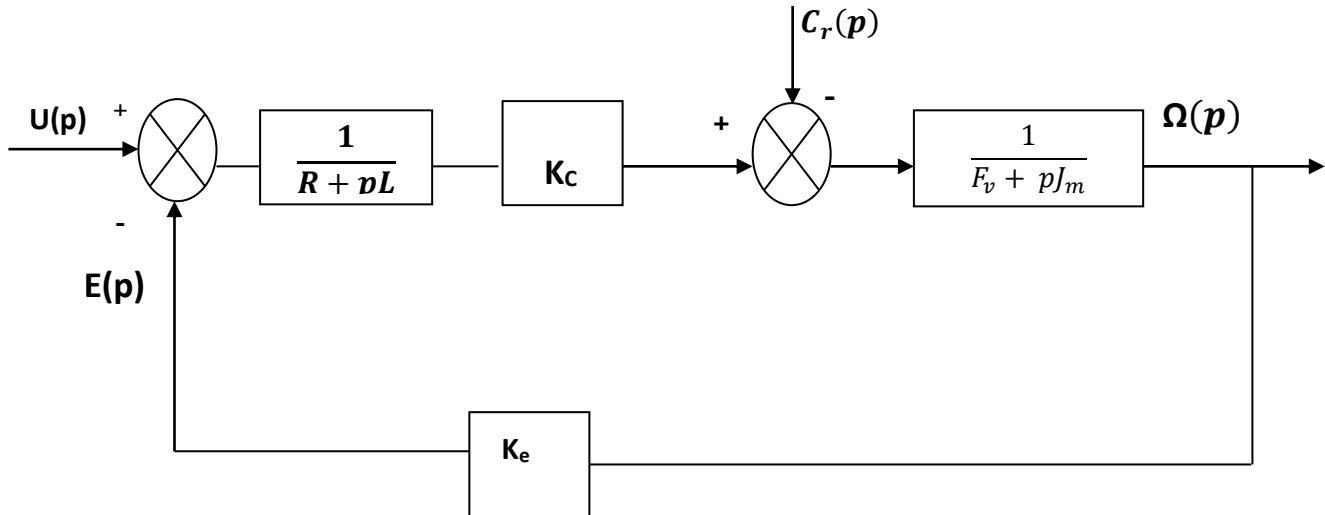 C_r(p)
-
U(p)
+
1
R + pL
K_C
+
1
F_v + pJ_m
Ω(p)
-
E(p)
K_e